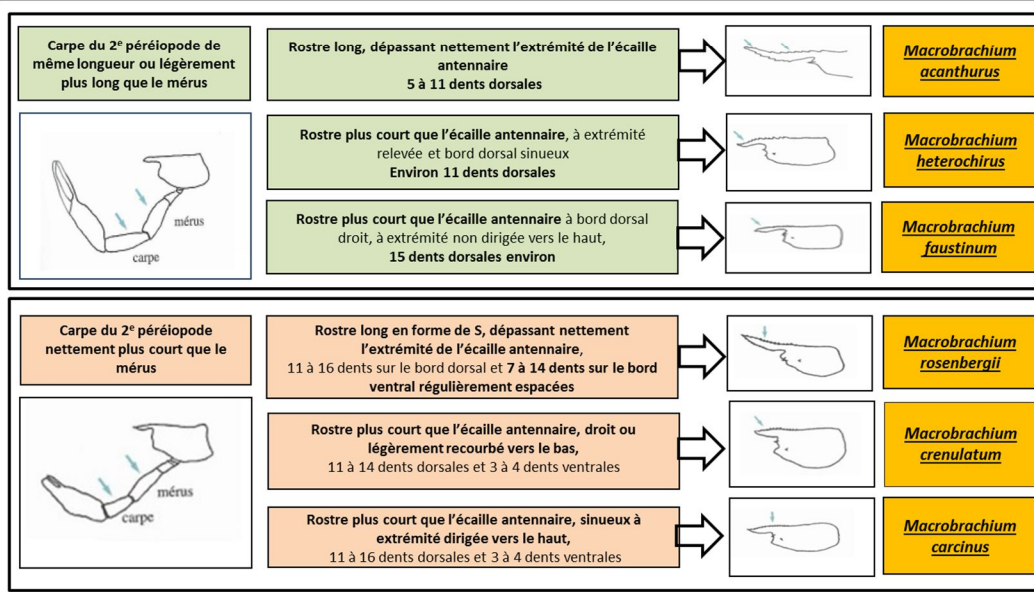 Carpe du 2e péréiopode de
même longueur ou légèrement
plus long que le mérus
mérus
carpe
Rostre long, dépassant nettement l’extrémité de l’écaille
antennaire
5 à 11 dents dorsales
Macrobrachium
acanthurus
Rostre plus court que l’écaille antennaire, à extrémité
relevée et bord dorsal sinueux
Environ 11 dents dorsales
Macrobrachium
heterochirus
Rostre plus court que l’écaille antennaire à bord dorsal
droit, à extrémité non dirigée vers le haut,
15 dents dorsales environ
Macrobrachium
faustinum
Carpe du 2e péréiopode
nettement plus court que le
mérus
mérus
carpe
Rostre long en forme de S, dépassant nettement
l’extrémité de l’écaille antennaire,
11 à 16 dents sur le bord dorsal et 7 à 14 dents sur le bord
ventral régulièrement espacées
Macrobrachium
rosenbergii
Rostre plus court que l’écaille antennaire, droit ou
légèrement recourbé vers le bas,
11 à 14 dents dorsales et 3 à 4 dents ventrales
Macrobrachium
crenulatum
Rostre plus court que l’écaille antennaire, sinueux à
extrémité dirigée vers le haut,
11 à 16 dents dorsales et 3 à 4 dents ventrales
Macrobrachium
carcinus